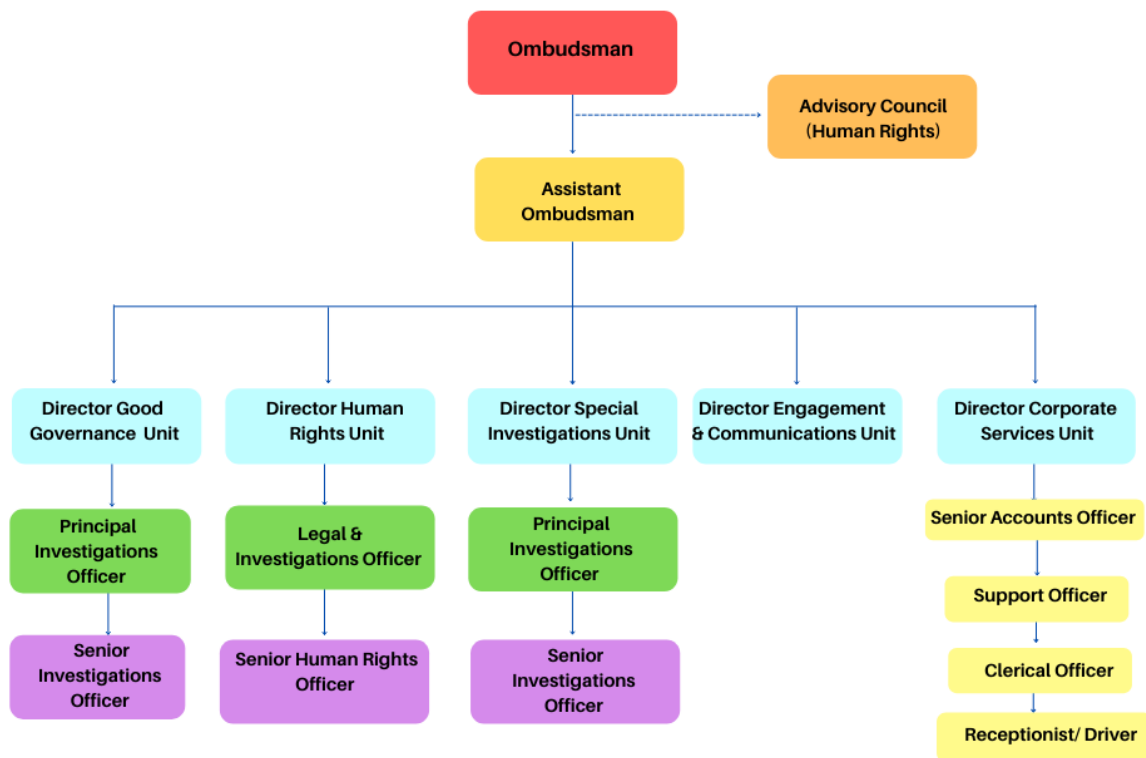 Ombudsman
Advisory Council
(Human Rights)
Assistant
Ombudsman
Director Good
Governance Unit
Director Human
Rights Unit
Director Special
Investigations Unit
Director Engagement
& Communications Unit
Director Corporate
Services Unit
Principal
Investigations
Officer
Legal &
Investigations Officer
Principal
Investigations
Officer
Senior Accounts Officer
Support Officer
Senior
Investigations
Officer
Senior Human Rights
Officer
Senior
Investigations
Officer
Clerical Officer
Receptionist/ Driver